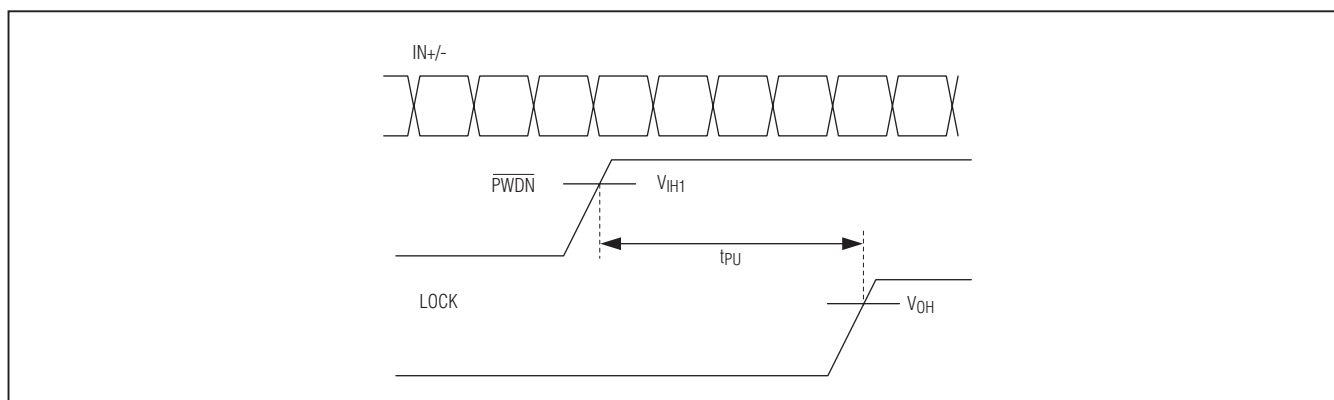 IN+/-
PWDN
VIH1
tPU
LOCK
VOH